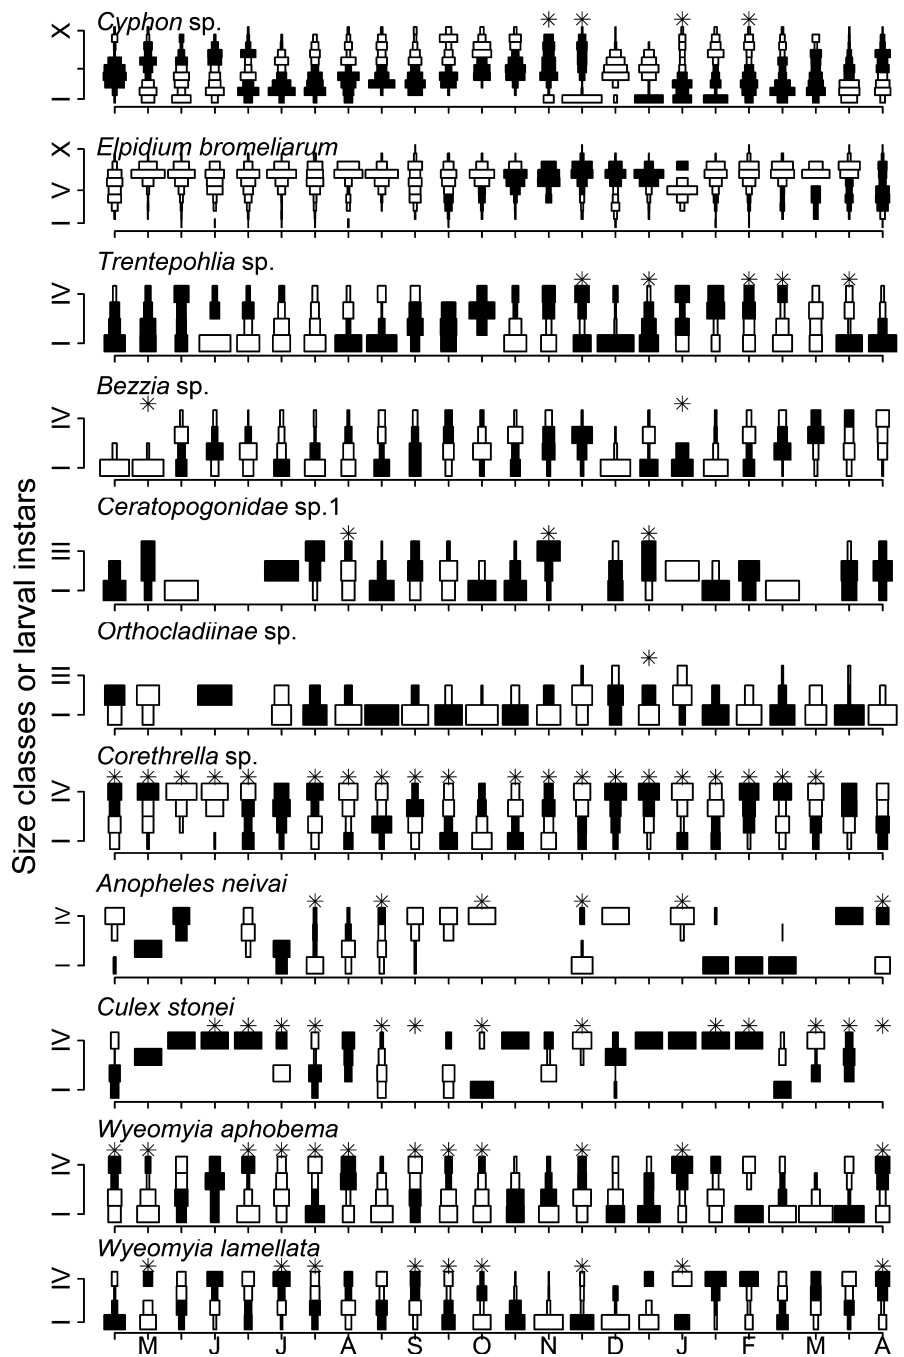 Cyphon sp.
X
I
Elpidium bromeliarum
X
V
I
Trentepohlia sp.
IV
I
Bezzia sp.
IV
I
Ceratopogonidae sp.1
III
I
Orthocladiinae sp.
III
I
Corethrella sp.
IV
I
Anopheles neivai
IV
I
Culex stonei
IV
I
Wyeomyia aphobema
IV
I
Wyeomyia lamellata
IV
I
Size classes or larval instars
M J J A S O N D J F M A